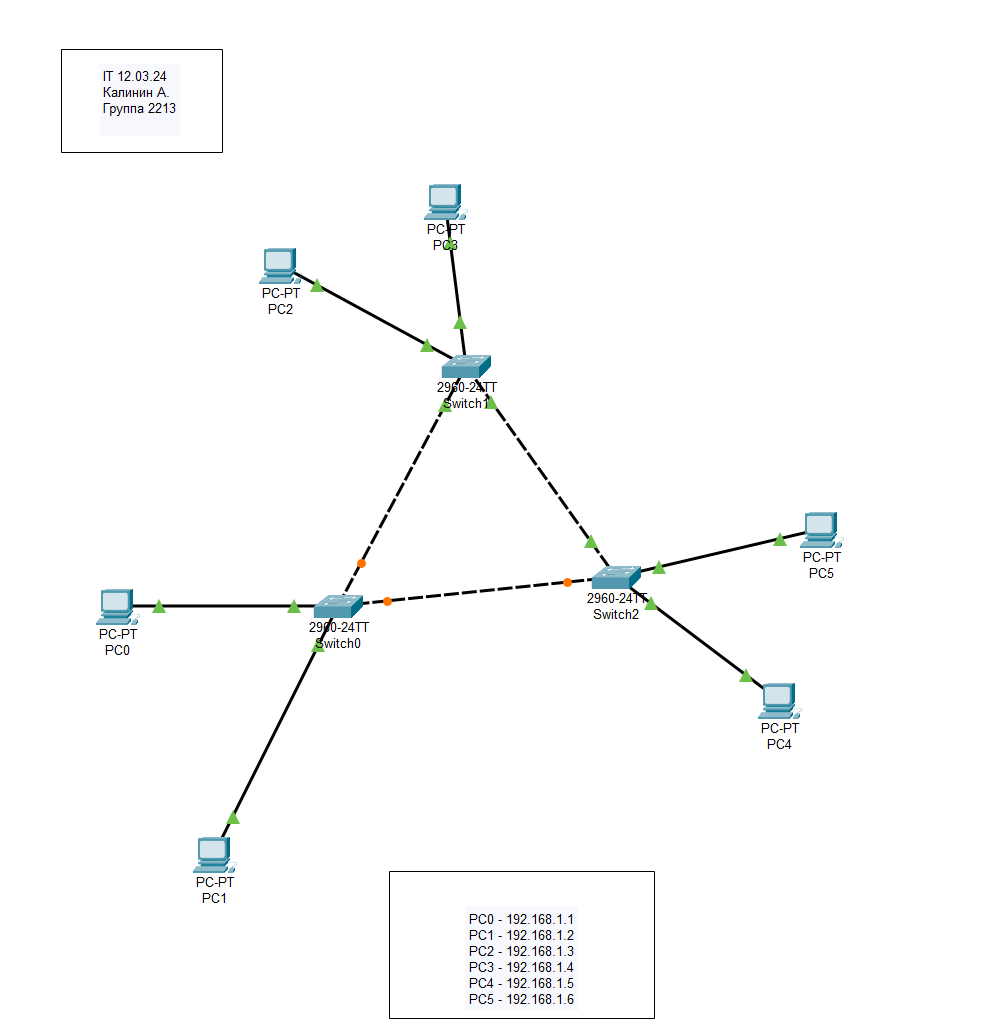 IT 12.03.24
Калинин А.
Группа 2213
PC-PT
PC3
PC-PT
PC2
2960-24TT
Switch1
PC-PT
PC5
2960-24TT
Switch2
PC-PT
PC0
2960-24TT
Switch0
PC-PT
PC4
PC-PT
PC1
PC0 - 192.168.1.1
PC1 - 192.168.1.2
PC2 - 192.168.1.3
PC3 - 192.168.1.4
PC4 - 192.168.1.5
PC5 - 192.168.1.6